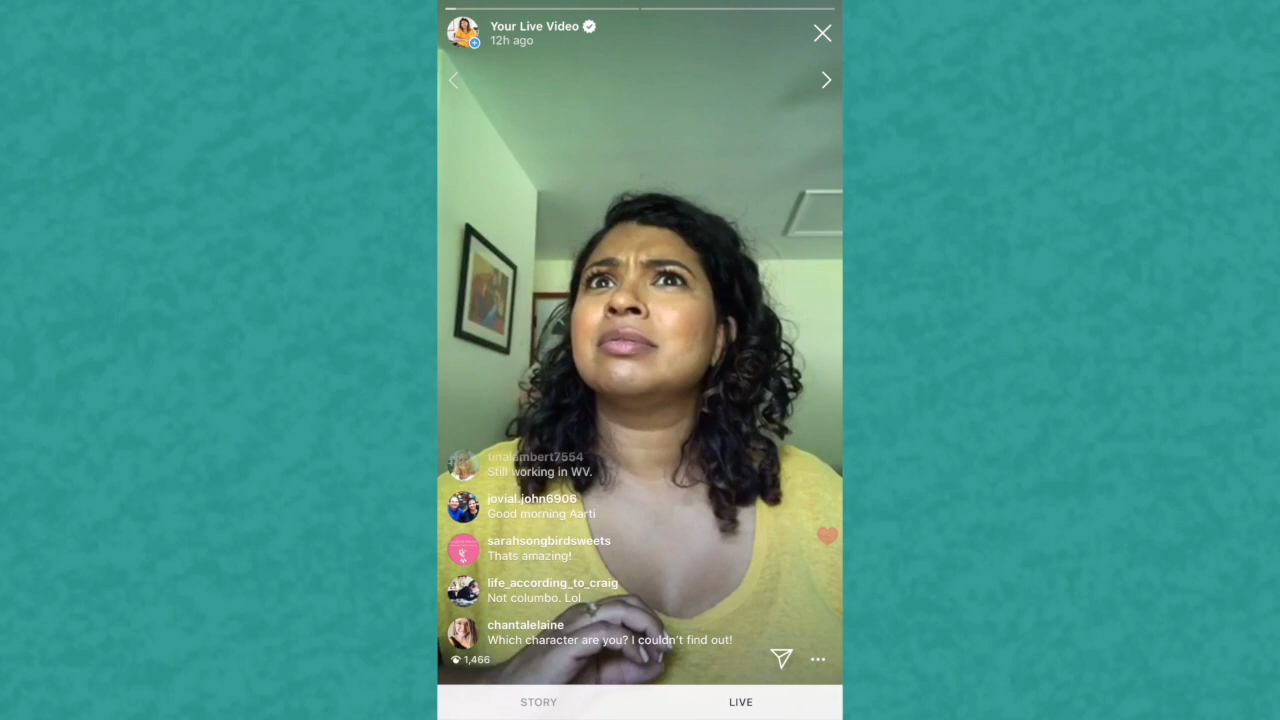 Your Live Video
12h ago
tinalambert7554
Still working in WV.
jovial.john6906
Good morning Aarti
sarahsongbirdsweets
Thats amazing!
life_according_to_craig
Not columbo. Lol
chantalelaine
Which character are you? I couldn't find out!
1,466
STORY
LIVE